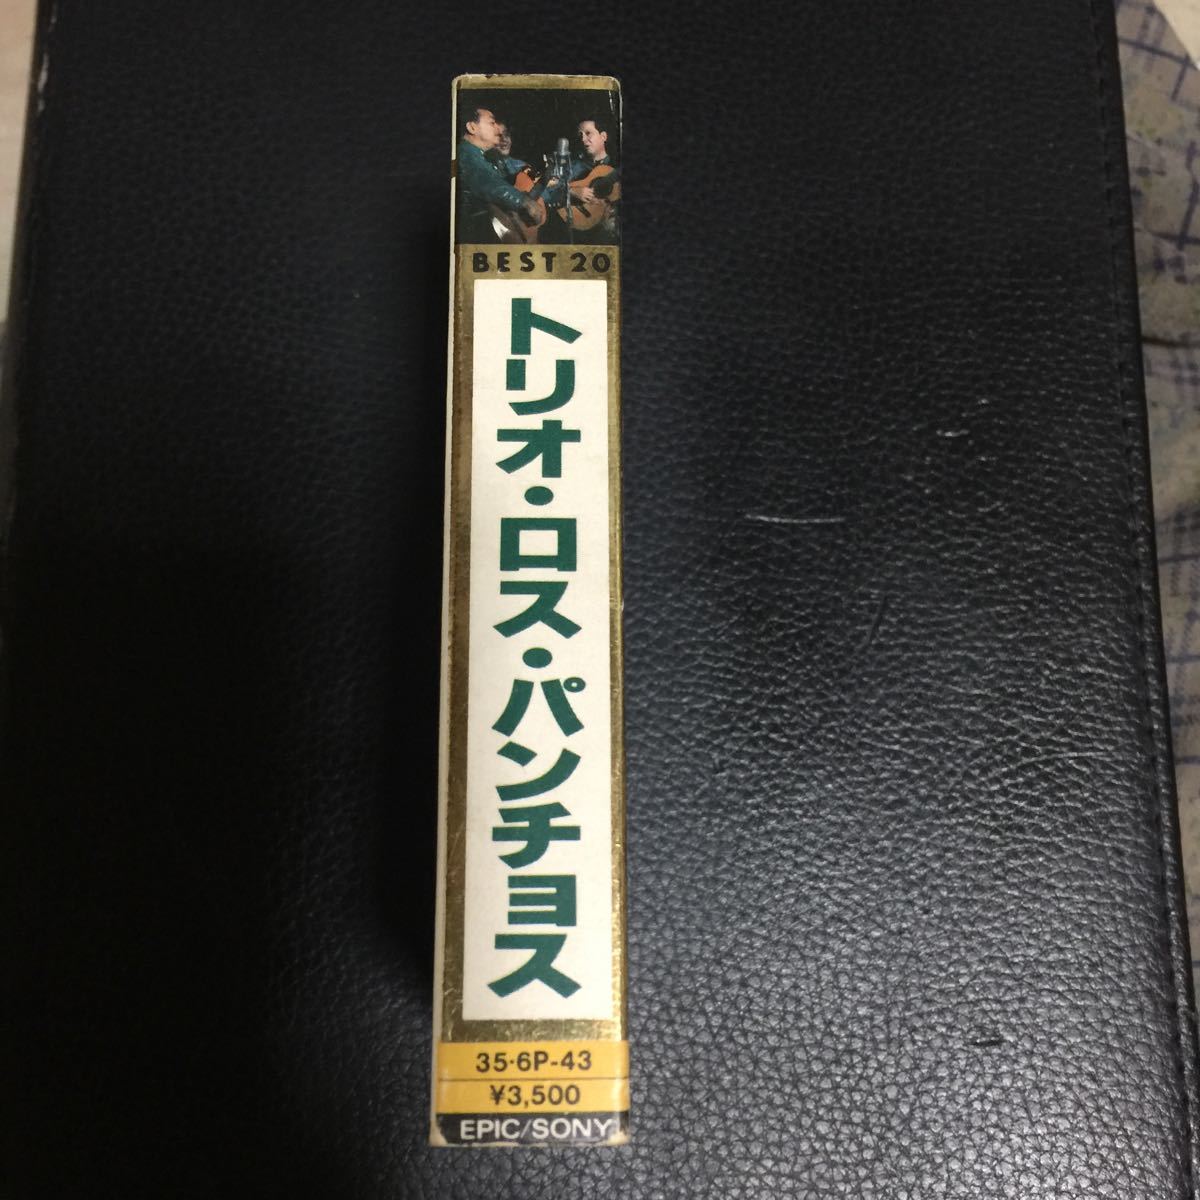 BEST 20
トリオ・ロス・パンチョス
35・6P-43
¥3,500
EPIC/SONY